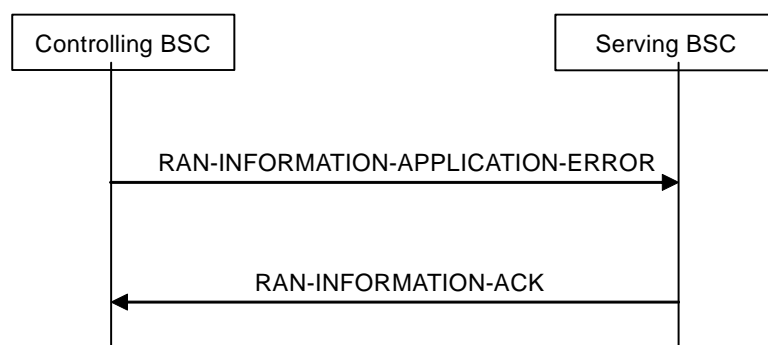 Controlling BSC
Serving BSC
RAN-INFORMATION-APPLICATION-ERROR
RAN-INFORMATION-ACK